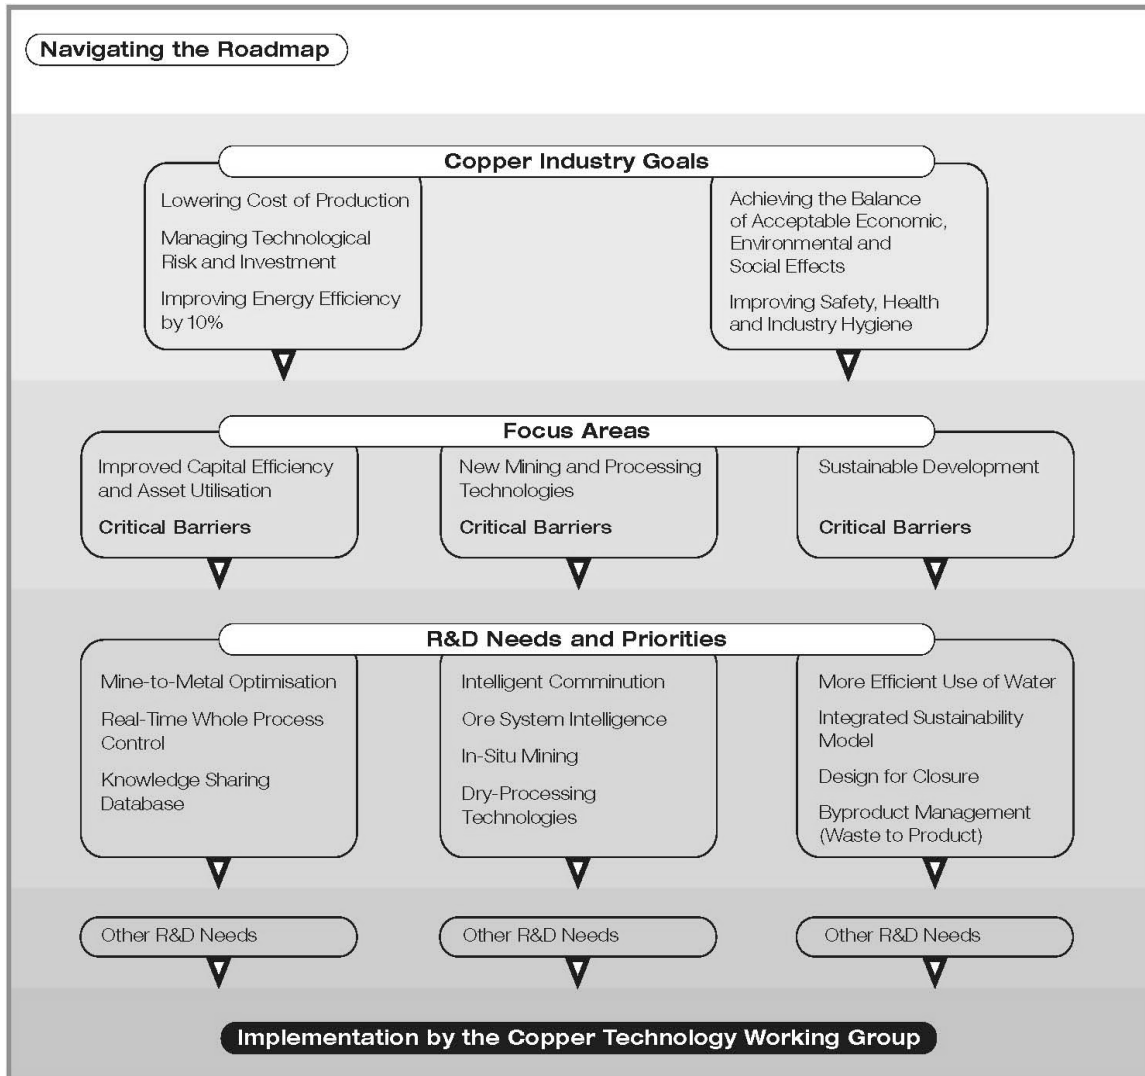 Navigating the Roadmap
Copper Industry Goals
Lowering Cost of Production
Managing Technological
Risk and Investment
Improving Energy Efficiency
by 10%
Achieving the Balance
of Acceptable Economic,
Environmental and
Social Effects
Improving Safety, Health
and Industry Hygiene
Focus Areas
Improved Capital Efficiency
and Asset Utilisation
Critical Barriers
New Mining and Processing
Technologies
Critical Barriers
Sustainable Development
Critical Barriers
R&D Needs and Priorities
Mine-to-Metal Optimisation
Real-Time Whole Process
Control
Knowledge Sharing
Database
Intelligent Comminution
Ore System Intelligence
In-Situ Mining
Dry-Processing
Technologies
More Efficient Use of Water
Integrated Sustainability
Model
Design for Closure
Byproduct Management
(Waste to Product)
Other R&D Needs
Other R&D Needs
Other R&D Needs
Implementation by the Copper Technology Working Group